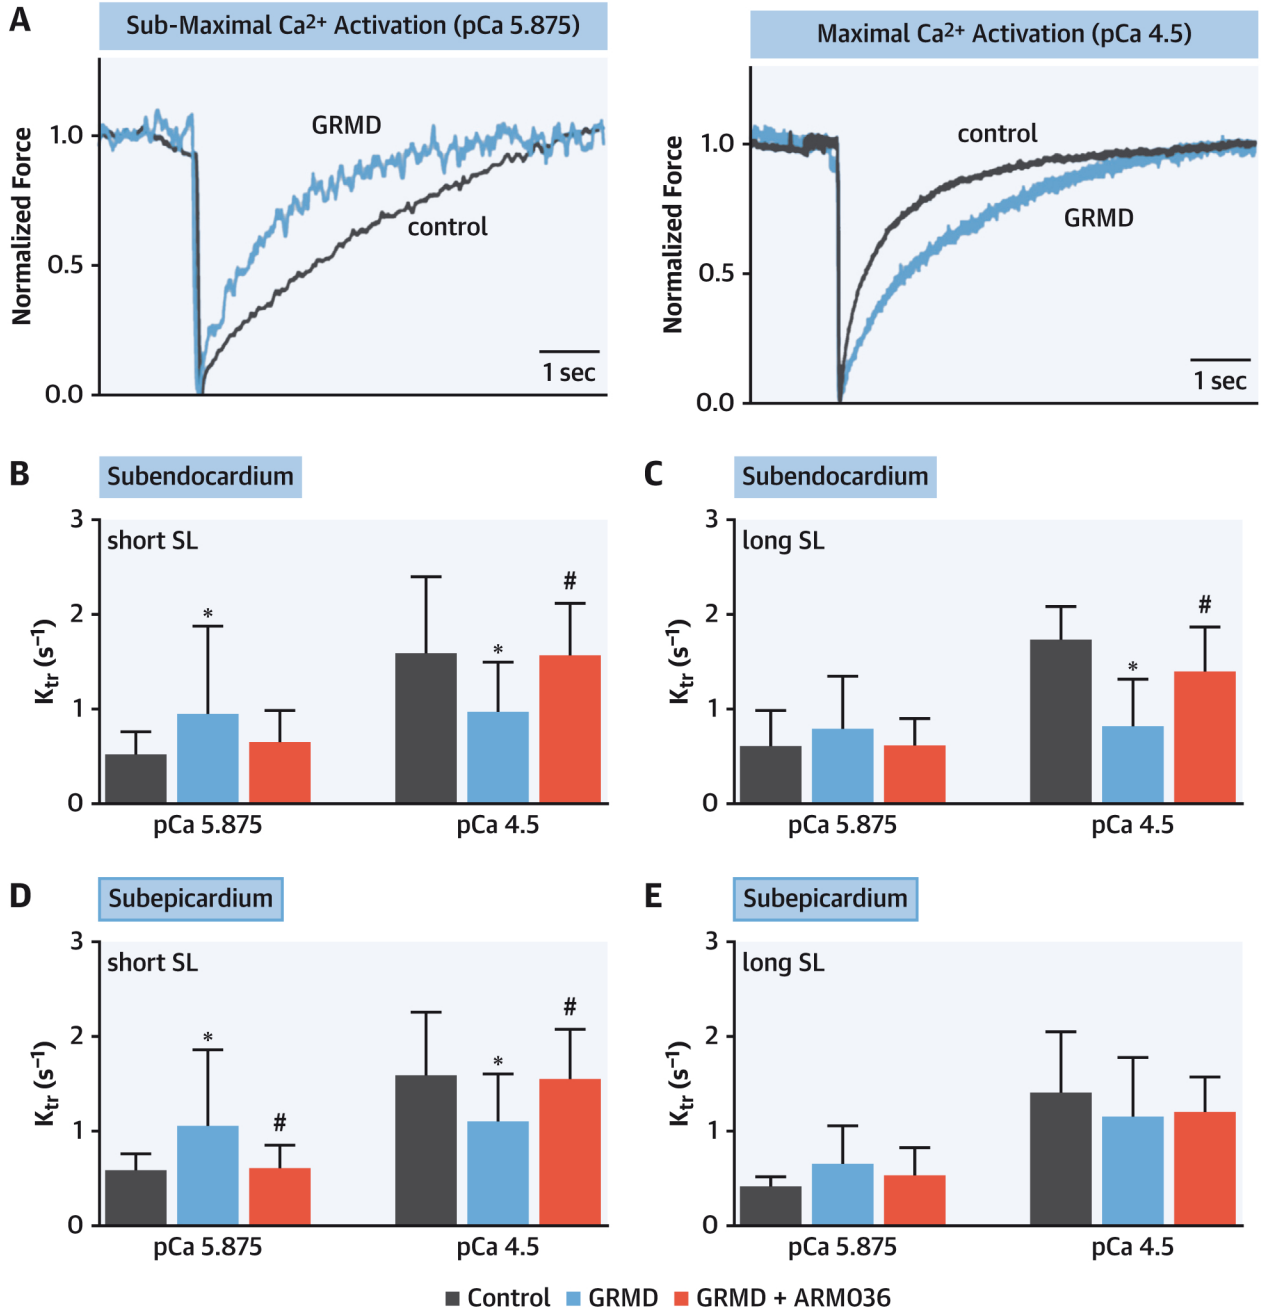 A
Sub-Maximal Ca2+ Activation (pCa 5.875)
Maximal Ca2+ Activation (pCa 4.5)
Normalized Force
1.0
0.5
0.0
GRMD
control
1 sec
Normalized Force
1.0
0.5
0.0
control
GRMD
1 sec
B
Subendocardium
short SL
Ktr (s−1)
3
2
1
0
*
*
#
pCa 5.875
pCa 4.5
C
Subendocardium
long SL
Ktr (s−1)
3
2
1
0
*
#
pCa 5.875
pCa 4.5
D
Subepicardium
short SL
Ktr (s−1)
3
2
1
0
*
#
*
#
pCa 5.875
pCa 4.5
E
Subepicardium
long SL
Ktr (s−1)
3
2
1
0
pCa 5.875
pCa 4.5
Control GRMD GRMD + ARM036